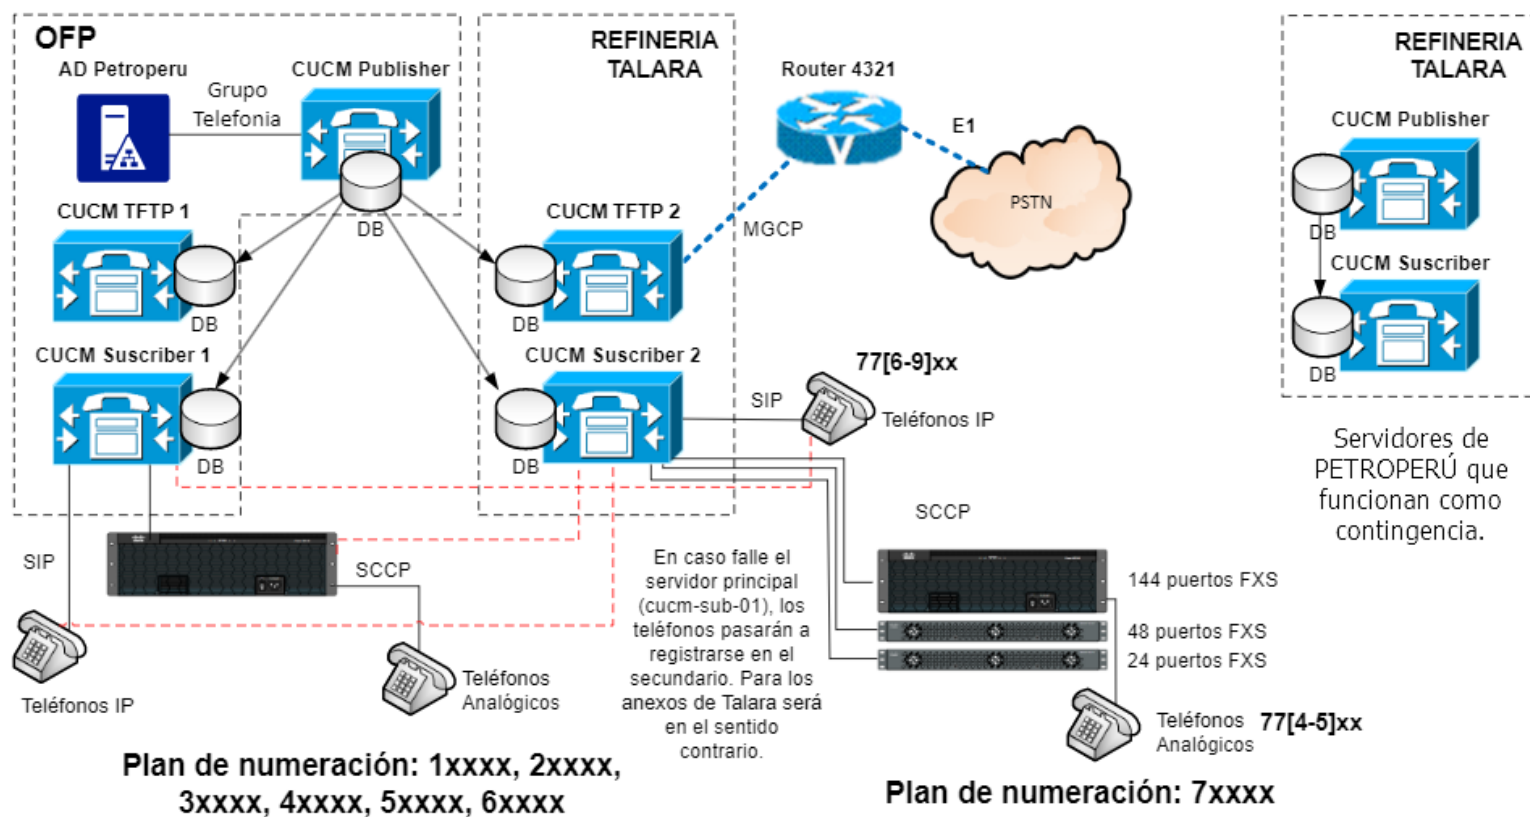 OFP
AD Petroperu
CUCM Publisher
Grupo
Telefonia
DB
CUCM TFTP 1
DB
CUCM Suscriber 1
DB
REFINERIA
TALARA
CUCM TFTP 2
DB
CUCM Suscriber 2
DB
Router 4321
E1
PSTN
MGCP
REFINERIA
TALARA
CUCM Publisher
DB
CUCM Suscriber
DB
Servidores de
PETROPERÚ que
funcionan como
contingencia.
77[6-9]xx
SIP
Teléfonos IP
SCCP
144 puertos FXS
48 puertos FXS
24 puertos FXS
Teléfonos
Analógicos
77[4-5]xx
SIP
SCCP
Teléfonos IP
Teléfonos
Analógicos
En caso falle el
servidor principal
(cucm-sub-01), los
teléfonos pasarán a
registrarse en el
secundario. Para los
anexos de Talara será
en el sentido
contrario.
Plan de numeración: 1xxxx, 2xxxx,
3xxxx, 4xxxx, 5xxxx, 6xxxx
Plan de numeración: 7xxxx